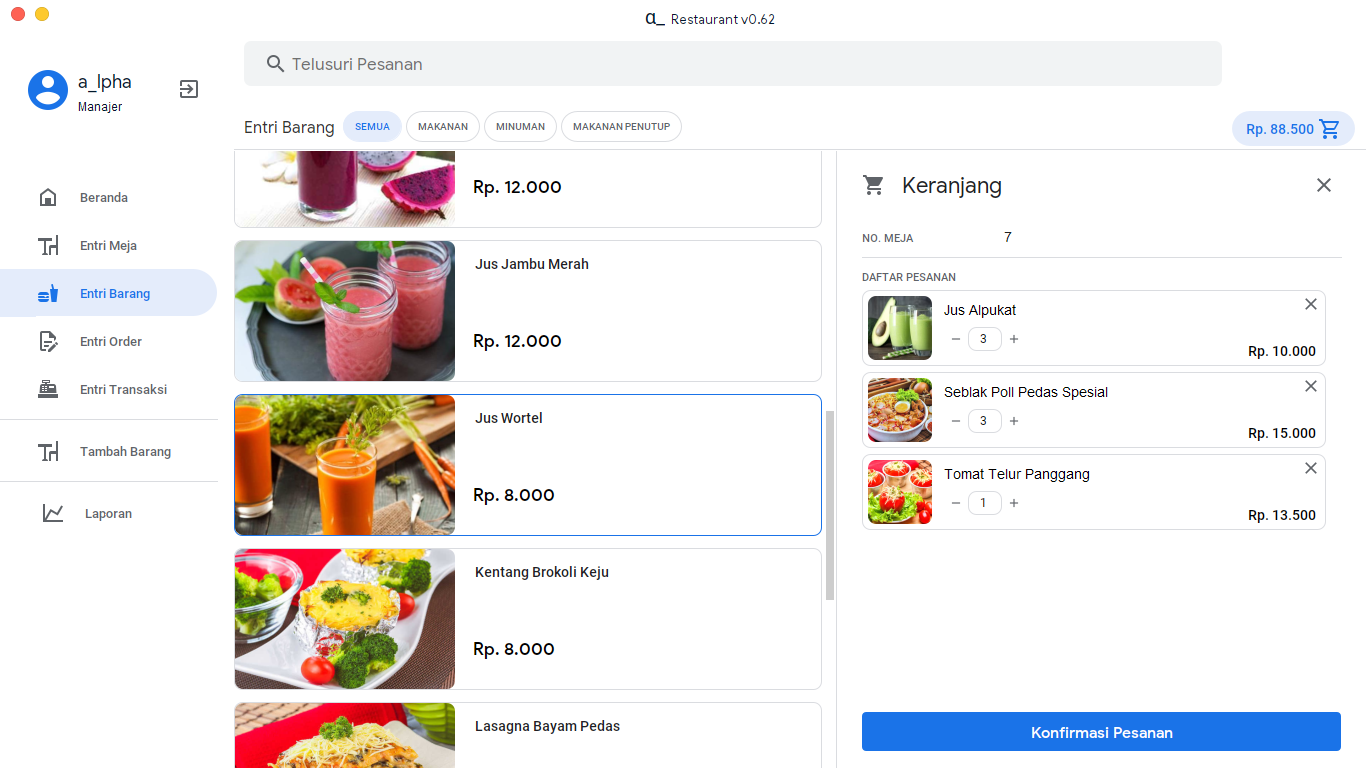 a_ Restaurant v0.62
a_lpha
Manajer
Telusuri Pesanan
Entri Barang
SEMUA
MAKANAN
MINUMAN
MAKANAN PENUTUP
Rp. 88.500
Beranda
Entri Meja
Entri Barang
Entri Order
Entri Transaksi
Tambah Barang
Laporan
Rp. 12.000
Jus Jambu Merah
Rp. 12.000
Jus Wortel
Rp. 8.000
Kentang Brokoli Keju
Rp. 8.000
Lasagna Bayam Pedas
Keranjang
NO. MEJA 7
DAFTAR PESANAN
Jus Alpukat
− 3 +
Rp. 10.000
Seblak Poll Pedas Spesial
− 3 +
Rp. 15.000
Tomat Telur Panggang
− 1 +
Rp. 13.500
Konfirmasi Pesanan